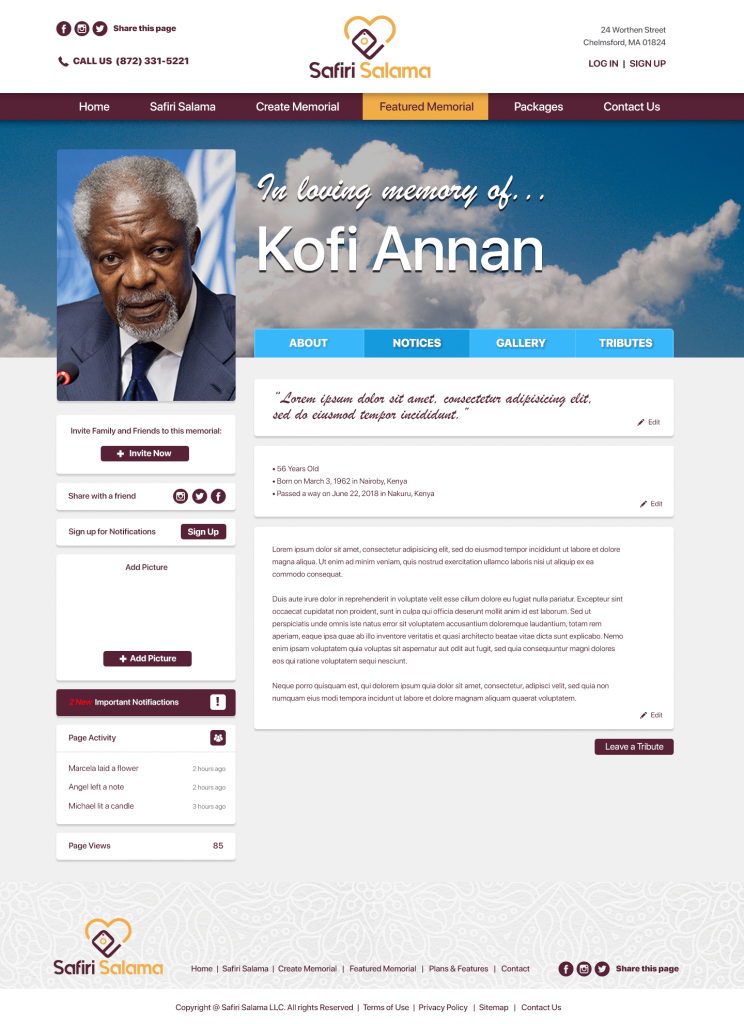 Share this page
CALL US (872) 331-5221
Safiri Salama
24 Worthen Street
Chelmsford, MA 01824
LOG IN | SIGN UP
Home Safiri Salama Create Memorial Featured Memorial Packages Contact Us
In loving memory of...
Kofi Annan
ABOUT NOTICES GALLERY TRIBUTES
"Lorem ipsum dolor sit amet, consectetur adipisicing elit,
sed do eiusmod tempor incididunt."
Edit
• 56 Years Old
• Born on March 3, 1962 in Nairoby, Kenya
• Passed a way on June 22, 2018 in Nakuru, Kenya
Edit
Lorem ipsum dolor sit amet, consectetur adipisicing elit, sed do eiusmod tempor incididunt ut labore et dolore
magna aliqua. Ut enim ad minim veniam, quis nostrud exercitation ullamco laboris nisi ut aliquip ex ea
commodo consequat.
Duis aute irure dolor in reprehenderit in voluptate velit esse cillum dolore eu fugiat nulla pariatur. Excepteur sint
occaecat cupidatat non proident, sunt in culpa qui officia deserunt mollit anim id est laborum. Sed ut
perspiciatis unde omnis iste natus error sit voluptatem accusantium doloremque laudantium, totam rem
aperiam, eaque ipsa quae ab illo inventore veritatis et quasi architecto beatae vitae dicta sunt explicabo. Nemo
enim ipsam voluptatem quia voluptas sit aspernatur aut odit aut fugit, sed quia consequuntur magni dolores
eos qui ratione voluptatem sequi nesciunt.
Neque porro quisquam est, qui dolorem ipsum quia dolor sit amet, consectetur, adipisci velit, sed quia non
numquam eius modi tempora incidunt ut labore et dolore magnam aliquam quaerat voluptatem.
Edit
Leave a Tribute
Invite Family and Friends to this memorial:
Invite Now
Share with a friend
Sign up for Notifications Sign Up
Add Picture
Add Picture
2 New Important Notifiactions
Page Activity
Marcela laid a flower 2 hours ago
Angel left a note 2 hours ago
Michael lit a candle 3 hours ago
Page Views 85
Safiri Salama
Home | Safiri Salama | Create Memorial | Featured Memorial | Plans & Features | Contact
Share this page
Copyright @ Safiri Salama LLC. All rights Reserved | Terms of Use | Privacy Policy | Sitemap | Contact Us